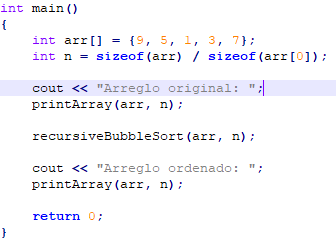 int main()
{
    int arr[] = {9, 5, 1, 3, 7};
    int n = sizeof(arr) / sizeof(arr[0]);

    cout << "Arreglo original: ";
    printArray(arr, n);

    recursiveBubbleSort(arr, n);

    cout << "Arreglo ordenado: ";
    printArray(arr, n);

    return 0;
}